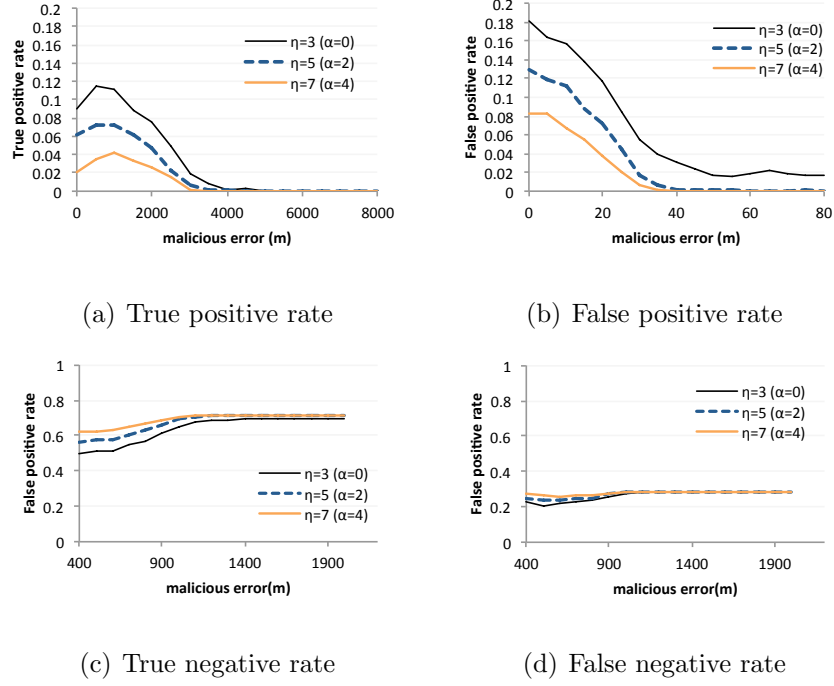 0.2
0.18
0.16
0.14
0.12
0.1
0.08
0.06
0.04
0.02
0
True positive rate
η=3 (α=0)
η=5 (α=2)
η=7 (α=4)
0 2000 4000 6000 8000
malicious error (m)
(a) True positive rate
0.2
0.18
0.16
0.14
0.12
0.1
0.08
0.06
0.04
0.02
0
False positive rate
η=3 (α=0)
η=5 (α=2)
η=7 (α=4)
0 20 40 60 80
malicious error (m)
(b) False positive rate
1
0.8
0.6
0.4
0.2
0
False positive rate
η=3 (α=0)
η=5 (α=2)
η=7 (α=4)
400 900 1400 1900
malicious error(m)
(c) True negative rate
1
0.8
0.6
0.4
0.2
0
False positive rate
η=3 (α=0)
η=5 (α=2)
η=7 (α=4)
400 900 1400 1900
malicious error(m)
(d) False negative rate